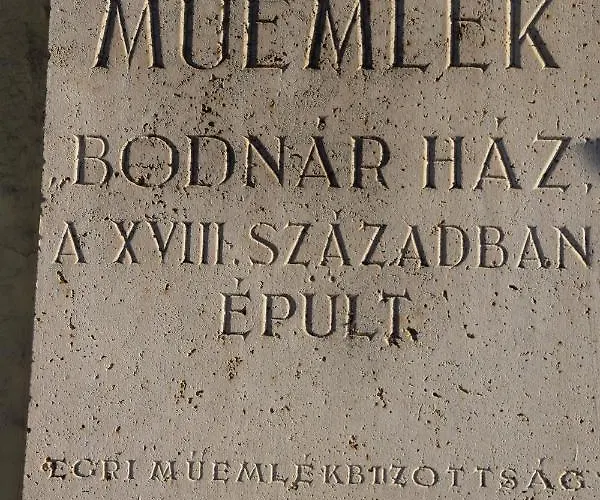 MŰEMLÉK
„BODNÁR HÁZ"
A XVIII. SZÁZADBAN
ÉPÜLT.
EGRI MŰEMLÉKBIZOTTSÁG